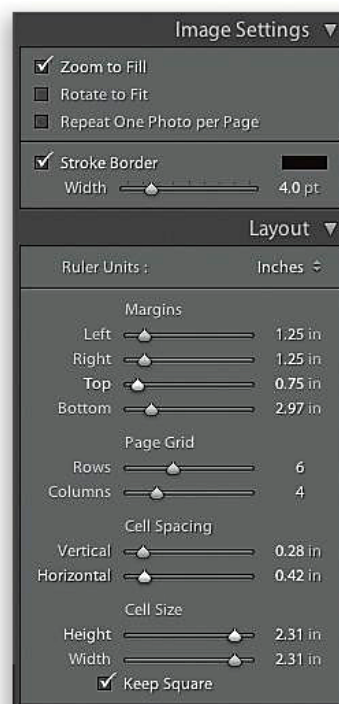 Image Settings ▼
Zoom to Fill
Rotate to Fit
Repeat One Photo per Page
Stroke Border
Width 4.0 pt
Layout ▼
Ruler Units : Inches
Margins
Left 1.25 in
Right 1.25 in
Top 0.75 in
Bottom 2.97 in
Page Grid
Rows 6
Columns 4
Cell Spacing
Vertical 0.28 in
Horizontal 0.42 in
Cell Size
Height 2.31 in
Width 2.31 in
Keep Square